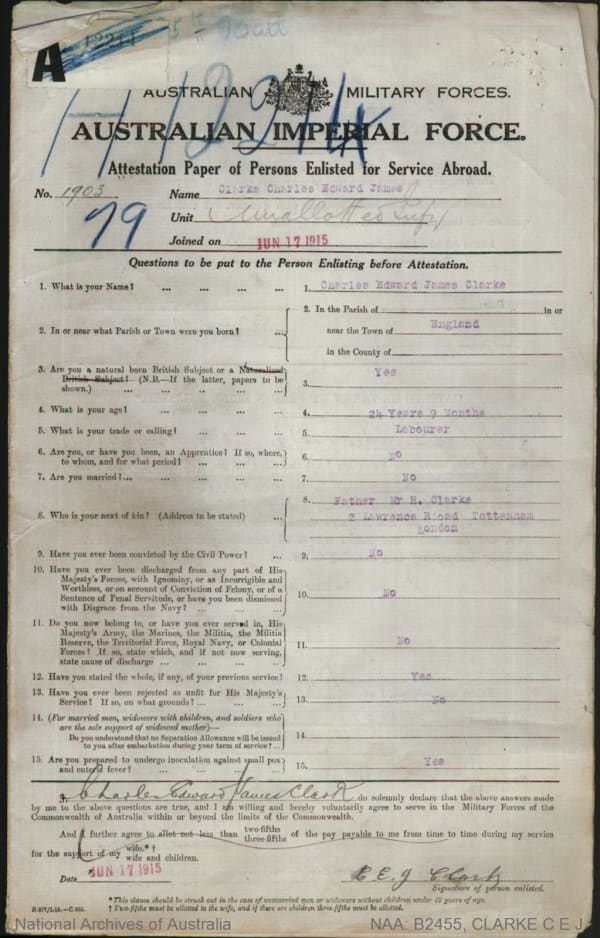 A
12211
5th Batt
AUSTRALIAN MILITARY FORCES.
AUSTRALIAN IMPERIAL FORCE.
Attestation Paper of Persons Enlisted for Service Abroad.
No. 1903 Name Clarke Charles Edward James
79 Unit Unallotted Infy
Joined on JUN 17 1915
Questions to be put to the Person Enlisting before Attestation.
1. What is your Name? ... ... ... ... 1. Charles Edward James Clarke
2. In or near what Parish or Town were you born? ... 2. In the Parish of in or
near the Town of England
in the County of
3. Are you a natural born British Subject or a Naturalized
British Subject? (N.B.—If the latter, papers to be
shown.) ... ... ... ... ... 3. Yes
4. What is your age? ... ... ... ... 4. 24 Years 9 Months
5. What is your trade or calling? ... ... ... 5. Labourer
6. Are you, or have you been, an Apprentice? If so, where,
to whom, and for what period? ... ... ... 6. No
7. Are you married?... ... ... ... ... 7. No
8. Who is your next of kin? (Address to be stated) ... 8. Father Mr H. Clarke
2 Lawrence Road Tottenham
London
9. Have you ever been convicted by the Civil Power? ... 9. No
10. Have you ever been discharged from any part of His
Majesty's Forces, with Ignominy, or as Incorrigible and
Worthless, or on account of Conviction of Felony, or of a
Sentence of Penal Servitude, or have you been dismissed
with Disgrace from the Navy? ... ... ... 10. No
11. Do you now belong to, or have you ever served in, His
Majesty's Army, the Marines, the Militia, the Militia
Reserve, the Territorial Force, Royal Navy, or Colonial
Forces? If so, state which, and if not now serving,
state cause of discharge ... ... ... ... 11. No
12. Have you stated the whole, if any, of your previous service? 12. Yes
13. Have you ever been rejected as unfit for His Majesty's
Service? If so, on what grounds? ... ... ... 13. No
14. (For married men, widowers with children, and soldiers who
are the sole support of widowed mother)—
Do you understand that no Separation Allowance will be issued
to you after embarkation during your term of service? ... 14.
15. Are you prepared to undergo inoculation against small pox
and enteric fever? ... ... ... ... 15. Yes
I, Charles Edward James Clark do solemnly declare that the above answers made
by me to the above questions are true, and I am willing and hereby voluntarily agree to serve in the Military Forces of the
Commonwealth of Australia within or beyond the limits of the Commonwealth.
And I further agree to allot not less than two-fifths three-fifths of the pay payable to me from time to time during my service
for the support of my wife.*†
wife and children.
Date JUN 17 1915 C E J Clark
Signature of person enlisted.
*This clause should be struck out in the case of unmarried men or widowers without children under 18 years of age.
† Two-fifths must be allotted to the wife, and if there are children three-fifths must be allotted.
National Archives of Australia NAA: B2455, CLARKE C E J